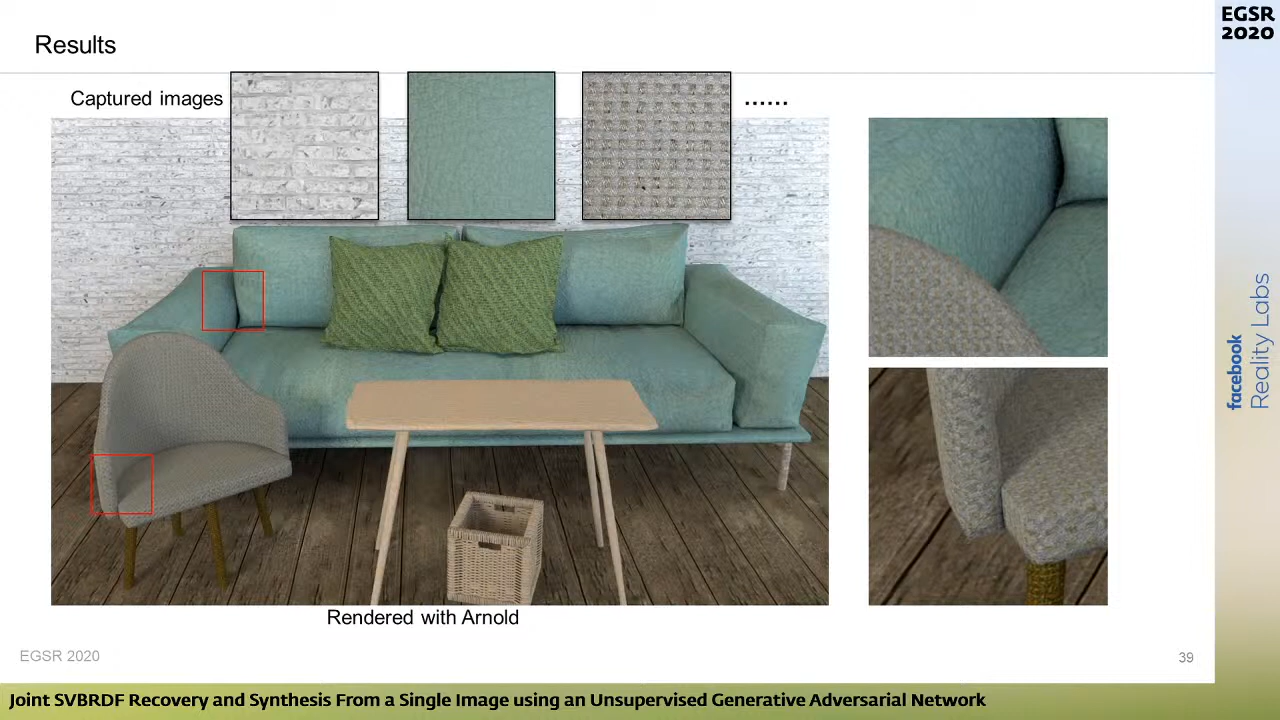 Results
EGSR
2020
Captured images
......
facebook
Reality Labs
Rendered with Arnold
EGSR 2020
39
Joint SVBRDF Recovery and Synthesis From a Single Image using an Unsupervised Generative Adversarial Network